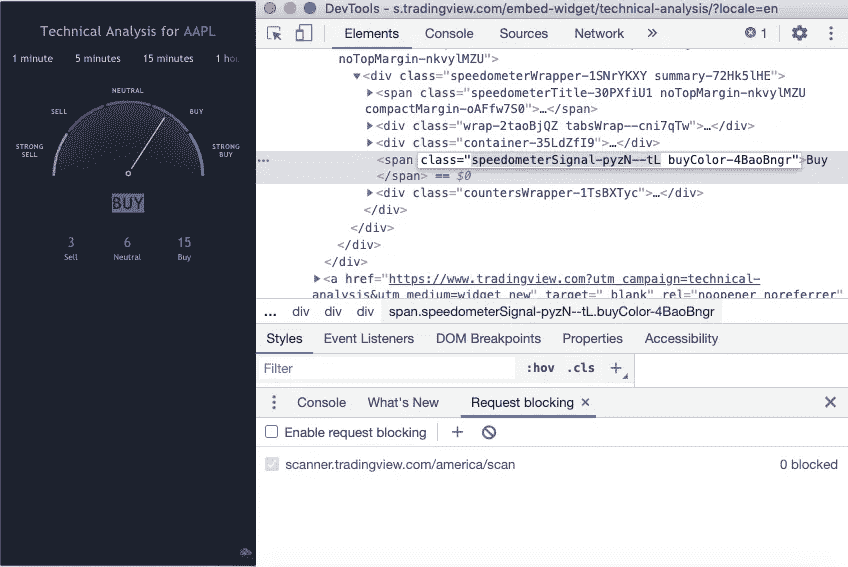 Technical Analysis for AAPL
1 minute 5 minutes 15 minutes 1 hou
NEUTRAL
SELL BUY
STRONG SELL
STRONG BUY
BUY
3 6 15
Sell Neutral Buy
DevTools - s.tradingview.com/embed-widget/technical-analysis/?locale=en
Elements Console Sources Network » 1
noTopMargin-nkvylMZU">
▼<div class="speedometerWrapper-1SNrYKXY summary-72Hk5lHE">
▶<span class="speedometerTitle-30PXfiU1 noTopMargin-nkvylMZU
compactMargin-oAFfw7S0">…</span>
▶<div class="wrap-2taoBjQZ tabsWrap--cni7qTw">…</div>
▶<div class="container-35LdZfI9">…</div>
<span class="speedometerSignal-pyzN--tL buyColor-4BaoBngr">Buy
</span> == $0
▶<div class="countersWrapper-1TsBXTyc">…</div>
</div>
</div>
</div>
</div>
▶<a href="https://www.tradingview.com?utm_campaign=technical-
analysis&utm_medium=widget_new" target="_blank" rel="noopener noreferrer"
... div div div span.speedometerSignal-pyzN--tL.buyColor-4BaoBngr
Styles Event Listeners DOM Breakpoints Properties Accessibility
Filter :hov .cls +
Console What's New Request blocking ×
Enable request blocking
scanner.tradingview.com/america/scan 0 blocked